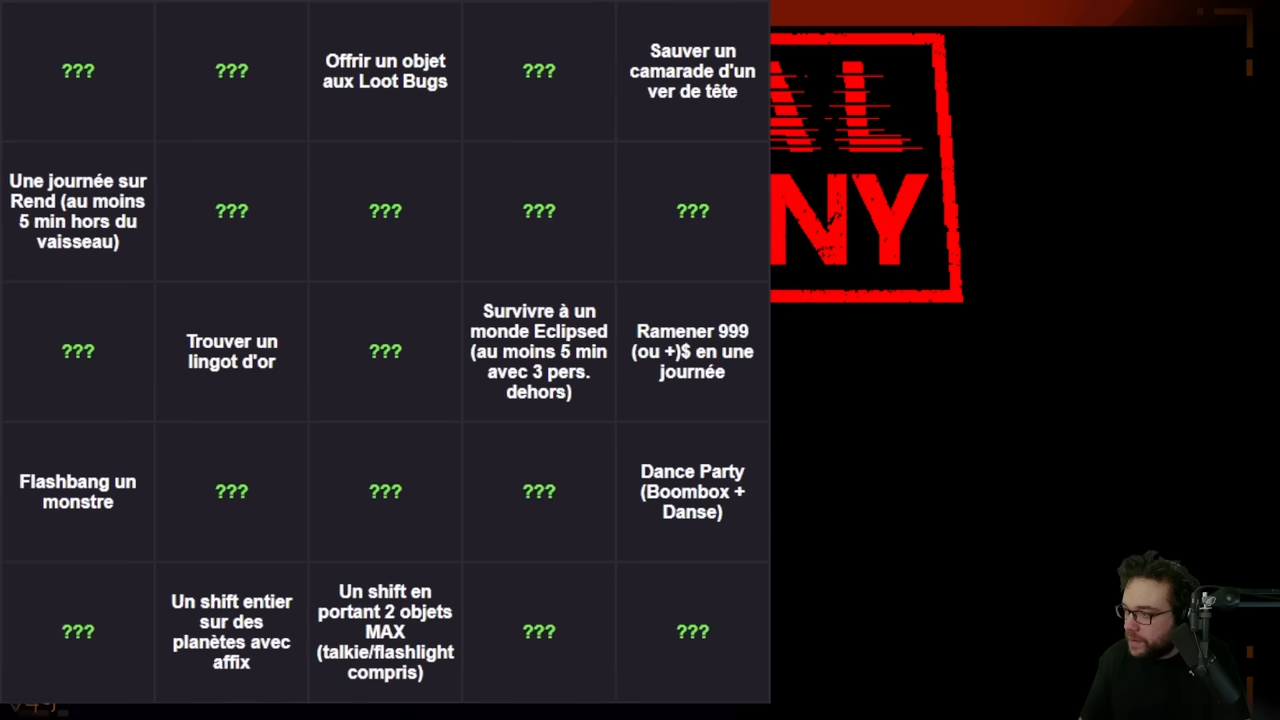 ???
???
Offrir un objet
aux Loot Bugs
???
Sauver un
camarade d'un
ver de tête
Une journée sur
Rend (au moins
5 min hors du
vaisseau)
???
???
???
???
???
Trouver un
lingot d'or
???
Survivre à un
monde Eclipsed
(au moins 5 min
avec 3 pers.
dehors)
Ramener 999
(ou +)$ en une
journée
Flashbang un
monstre
???
???
???
Dance Party
(Boombox +
Danse)
???
Un shift entier
sur des
planètes avec
affix
Un shift en
portant 2 objets
MAX
(talkie/flashlight
compris)
???
???
AL
NY